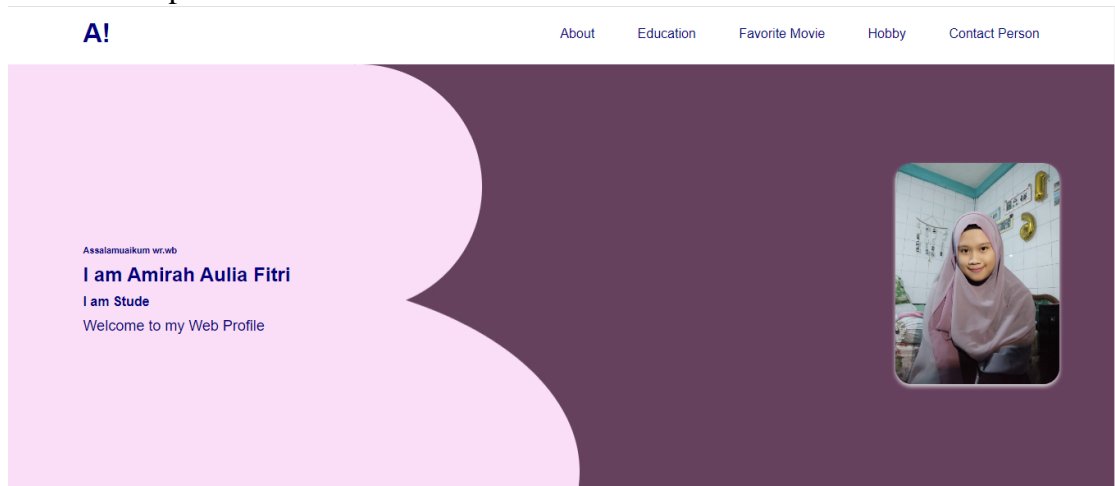 A!
About Education Favorite Movie Hobby Contact Person
Assalamuaikum wr.wb
I am Amirah Aulia Fitri
I am Stude
Welcome to my Web Profile